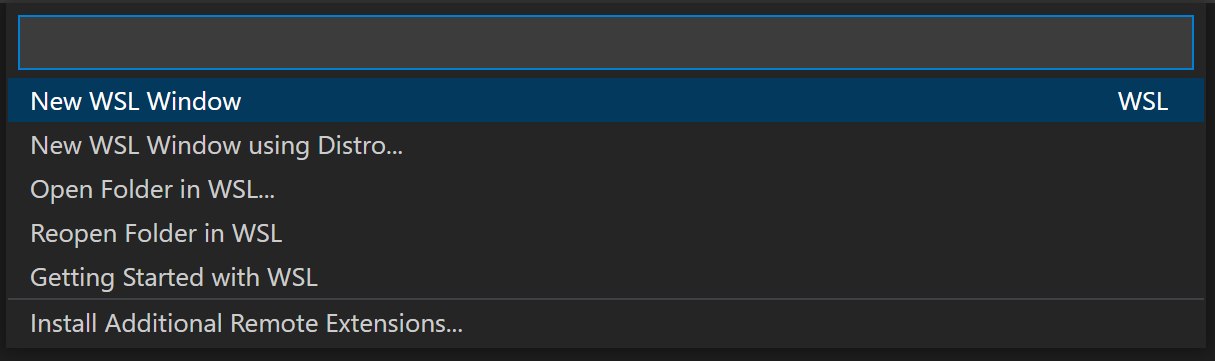 New WSL Window WSL
New WSL Window using Distro...
Open Folder in WSL...
Reopen Folder in WSL
Getting Started with WSL
Install Additional Remote Extensions...